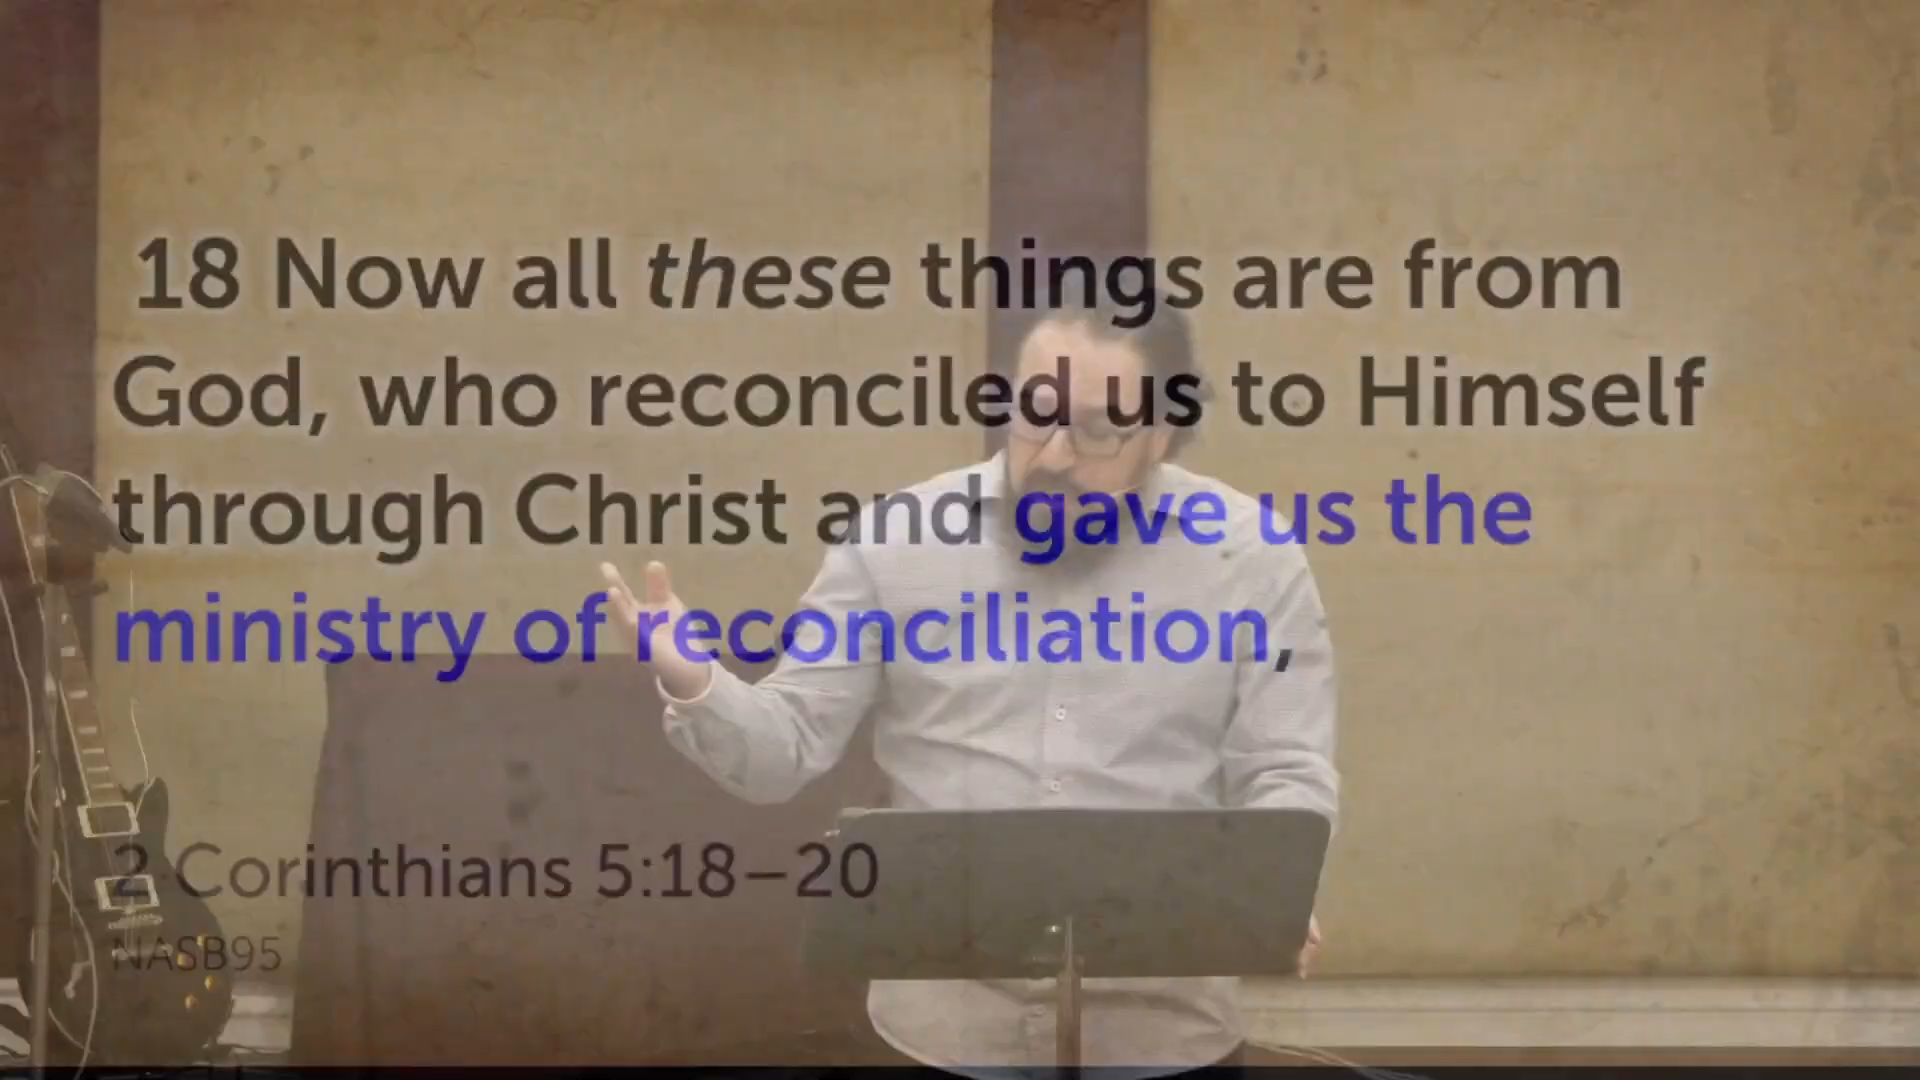 18 Now all these things are from
God, who reconciled us to Himself
through Christ and gave us the
ministry of reconciliation,
2 Corinthians 5:18–20
NASB95